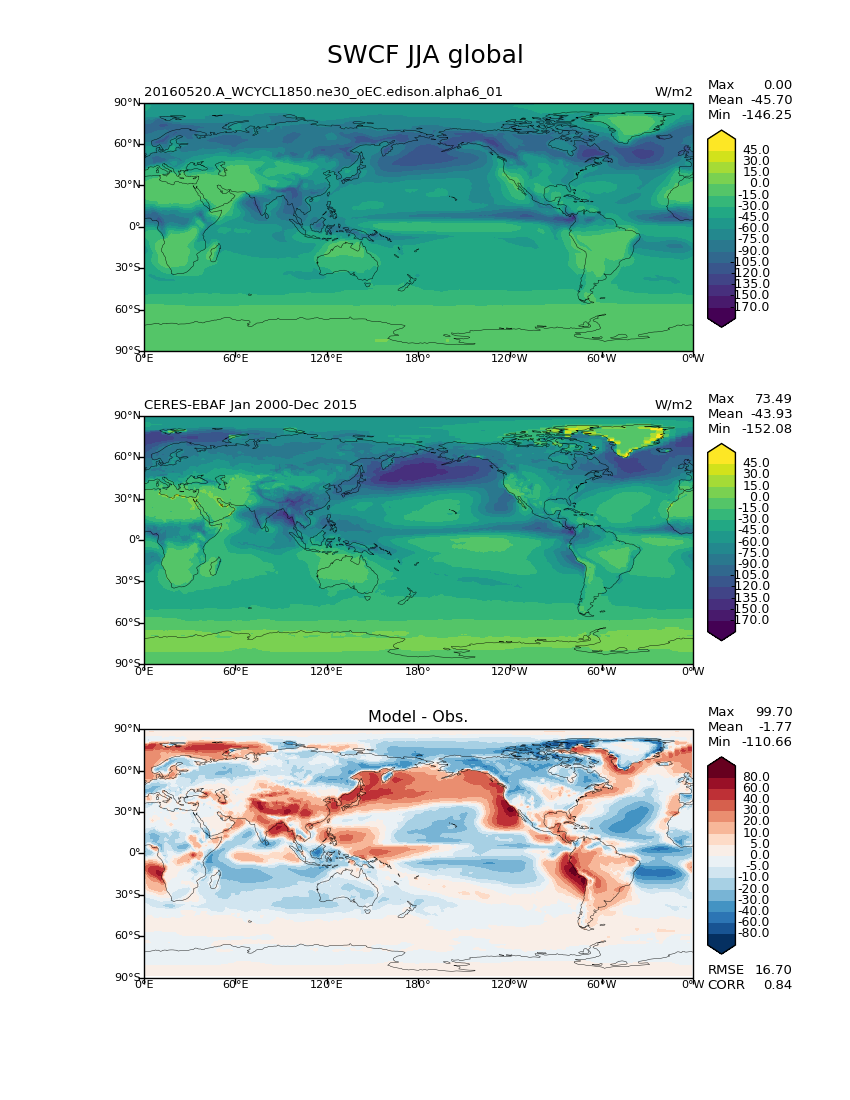 SWCF JJA global
20160520.A_WCYCL1850.ne30_oEC.edison.alpha6_01 W/m2
Max 0.00
Mean -45.70
Min -146.25
90°N
60°N
30°N
0°
30°S
60°S
90°S
0°E 60°E 120°E 180° 120°W 60°W 0°W
45.0
30.0
15.0
0.0
-15.0
-30.0
-45.0
-60.0
-75.0
-90.0
-105.0
-120.0
-135.0
-150.0
-170.0
CERES-EBAF Jan 2000-Dec 2015 W/m2
Max 73.49
Mean -43.93
Min -152.08
90°N
60°N
30°N
0°
30°S
60°S
90°S
0°E 60°E 120°E 180° 120°W 60°W 0°W
45.0
30.0
15.0
0.0
-15.0
-30.0
-45.0
-60.0
-75.0
-90.0
-105.0
-120.0
-135.0
-150.0
-170.0
Model - Obs.
Max 99.70
Mean -1.77
Min -110.66
90°N
60°N
30°N
0°
30°S
60°S
90°S
0°E 60°E 120°E 180° 120°W 60°W 0°W
80.0
60.0
40.0
30.0
20.0
10.0
5.0
0.0
-5.0
-10.0
-20.0
-30.0
-40.0
-60.0
-80.0
RMSE 16.70
CORR 0.84